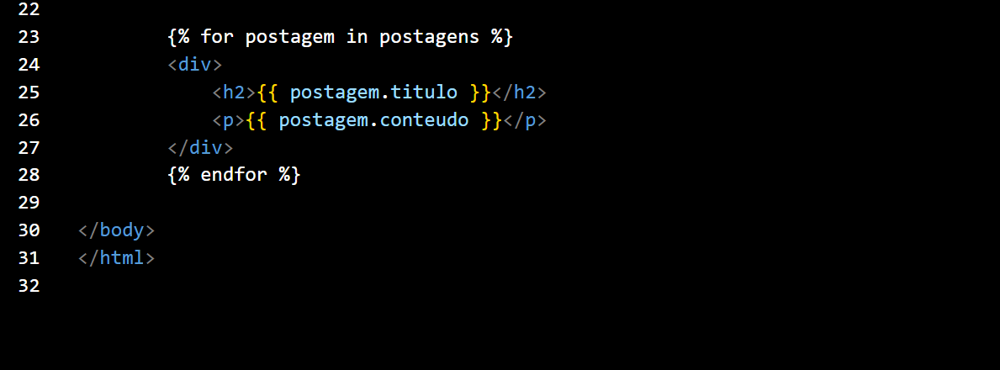 22
23 {% for postagem in postagens %}
24 <div>
25 <h2>{{ postagem.titulo }}</h2>
26 <p>{{ postagem.conteudo }}</p>
27 </div>
28 {% endfor %}
29
30 </body>
31 </html>
32